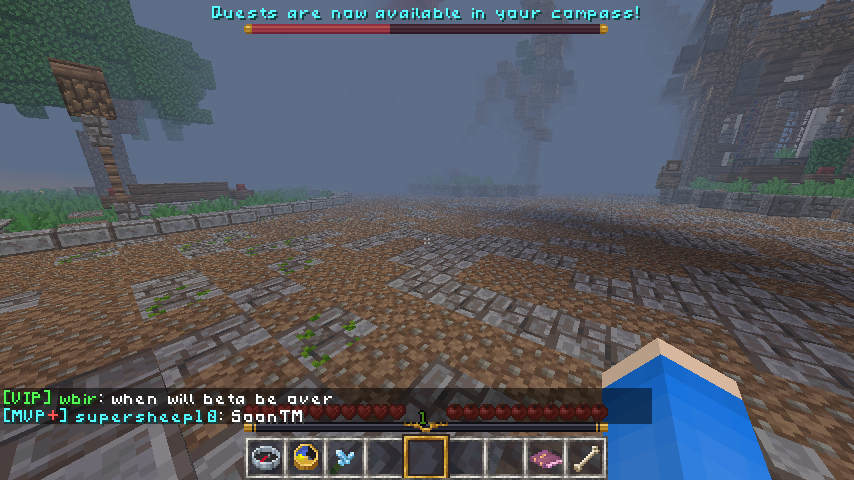 Quests are now available in your compass!
[VIP] wbir: when will beta be over
[MVP+] supersheep10: SoonTM
1